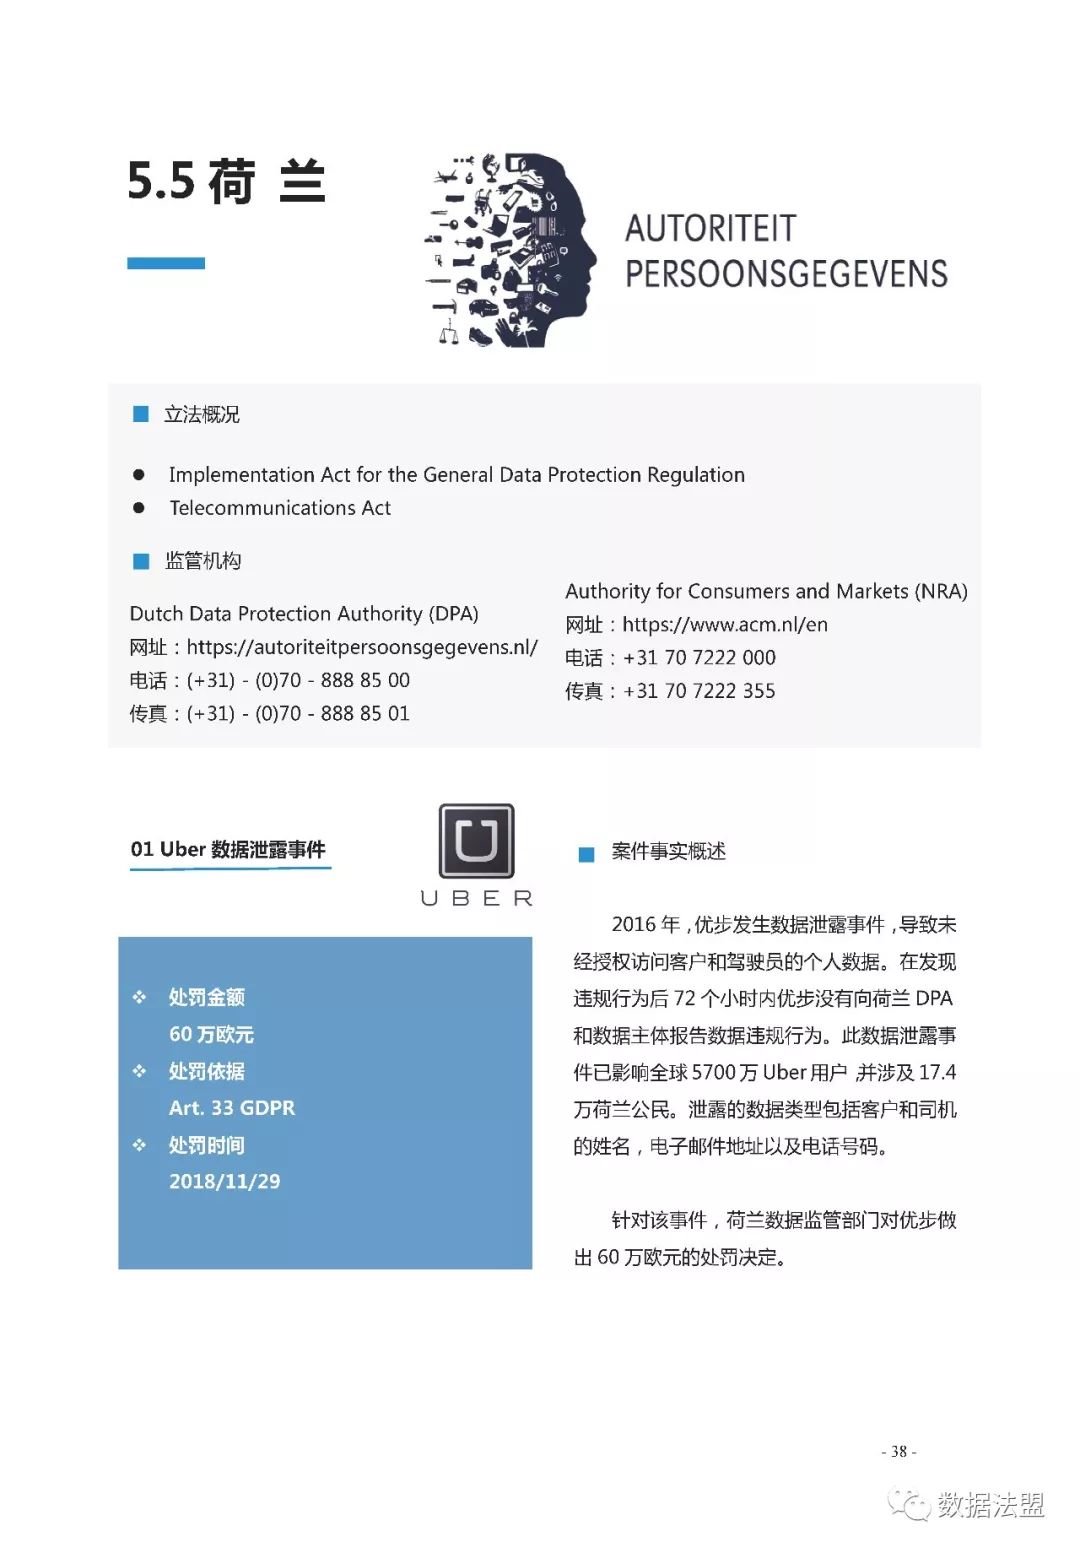 5.5 荷 兰
AUTORITEIT
PERSOONSGEGEVENS
立法概况
● Implementation Act for the General Data Protection Regulation
● Telecommunications Act
监管机构
Dutch Data Protection Authority (DPA)
网址：https://autoriteitpersoonsgegevens.nl/
电话：(+31) - (0)70 - 888 85 00
传真：(+31) - (0)70 - 888 85 01
Authority for Consumers and Markets (NRA)
网址：https://www.acm.nl/en
电话：+31 70 7222 000
传真：+31 70 7222 355
01 Uber 数据泄露事件
UBER
❖ 处罚金额
60 万欧元
❖ 处罚依据
Art. 33 GDPR
❖ 处罚时间
2018/11/29
案件事实概述
2016 年，优步发生数据泄露事件，导致未
经授权访问客户和驾驶员的个人数据。在发现
违规行为后 72 个小时内优步没有向荷兰 DPA
和数据主体报告数据违规行为。此数据泄露事
件已影响全球 5700 万 Uber 用户，并涉及 17.4
万荷兰公民。泄露的数据类型包括客户和司机
的姓名，电子邮件地址以及电话号码。
针对该事件，荷兰数据监管部门对优步做
出 60 万欧元的处罚决定。
- 38 -
数据法盟